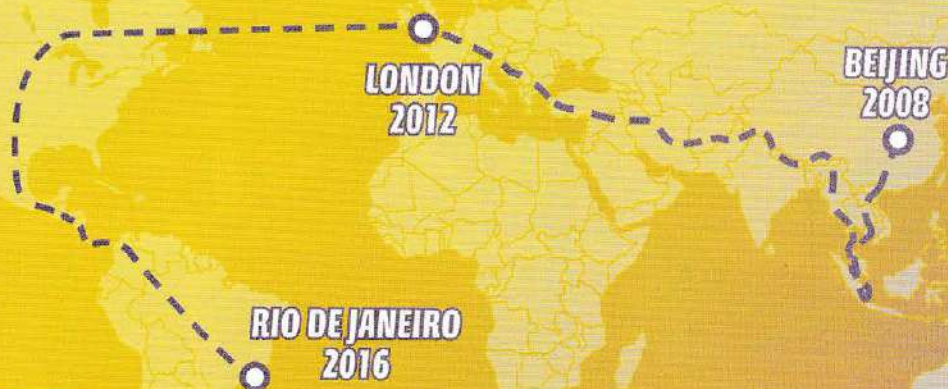 LONDON
2012
BEIJING
2008
RIO DE JANEIRO
2016